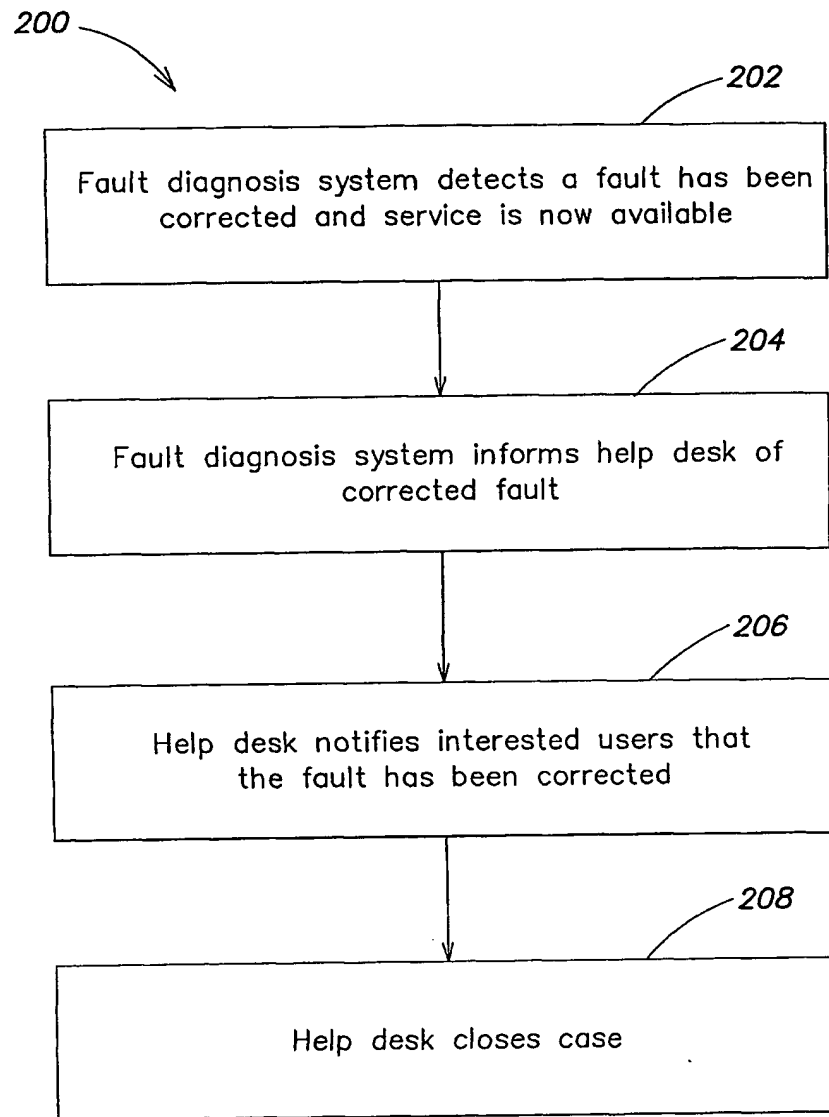 200
202
Fault diagnosis system detects a fault has been
corrected and service is now available
204
Fault diagnosis system informs help desk of
corrected fault
206
Help desk notifies interested users that
the fault has been corrected
208
Help desk closes case